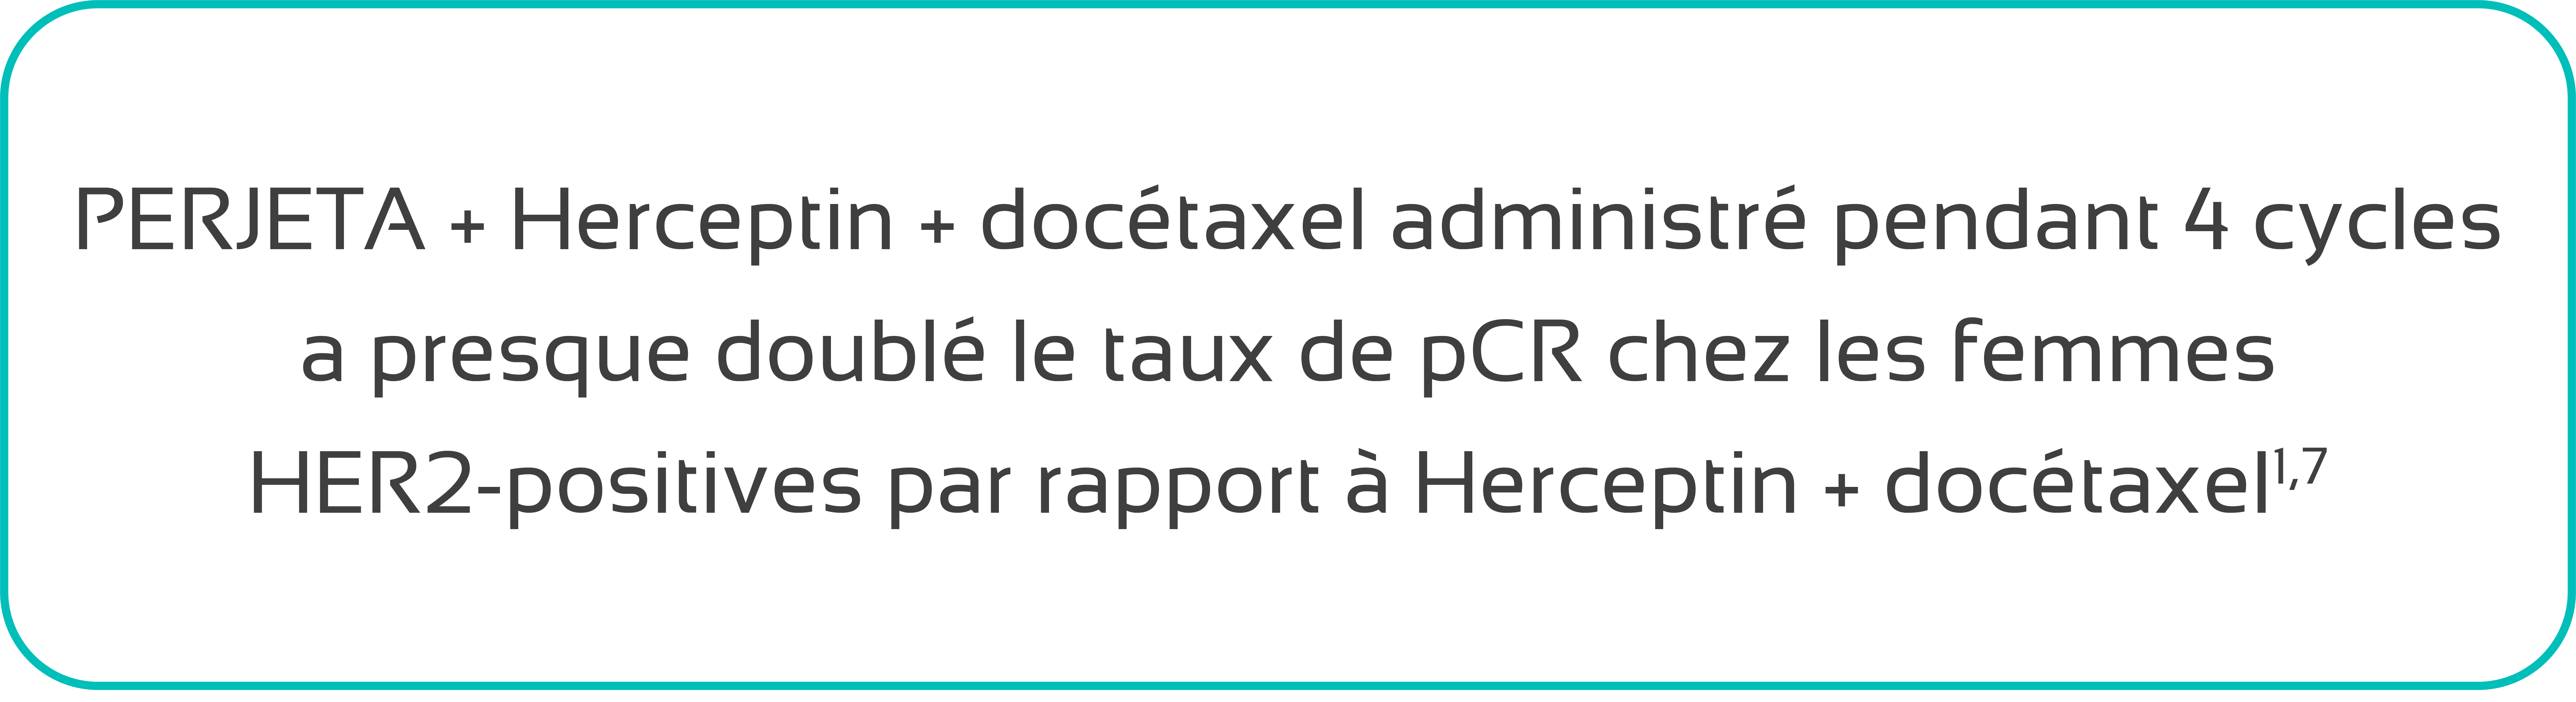 PERJETA + Herceptin + docétaxel administré pendant 4 cycles
a presque doublé le taux de pCR chez les femmes
HER2-positives par rapport à Herceptin + docétaxel1,7